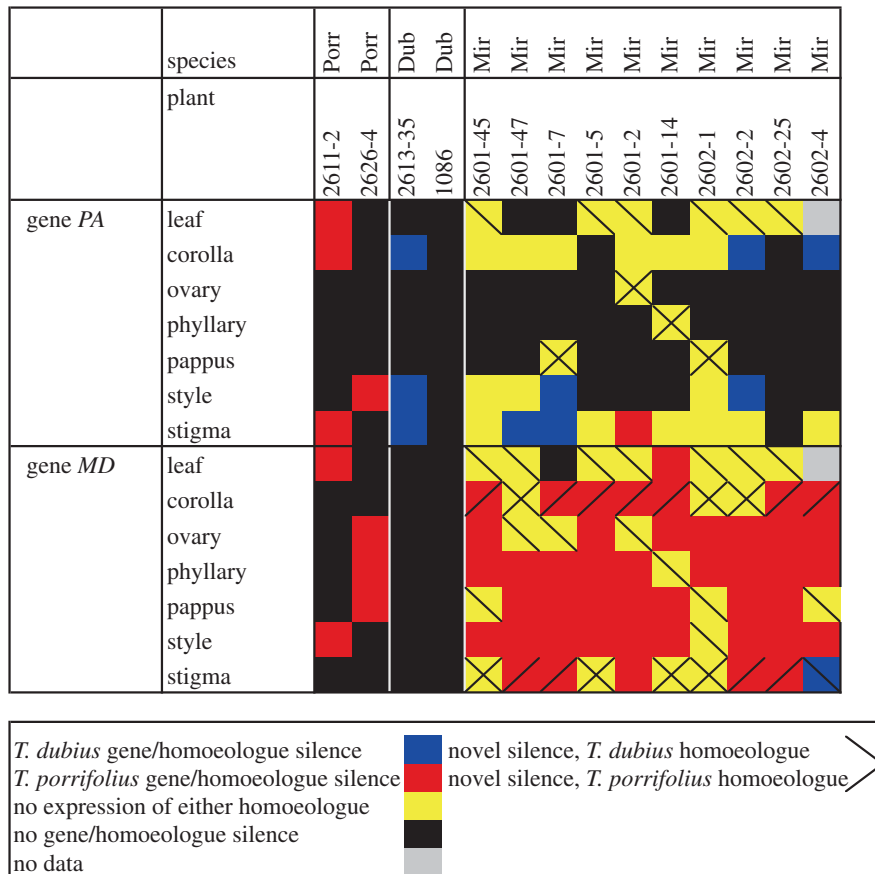 species Porr Porr Dub Dub Mir Mir Mir Mir Mir Mir Mir Mir Mir Mir
plant 2611-2 2626-4 2613-35 1086 2601-45 2601-47 2601-7 2601-5 2601-2 2601-14 2602-1 2602-2 2602-25 2602-4
gene PA leaf
corolla
ovary
phyllary
pappus
style
stigma
gene MD leaf
corolla
ovary
phyllary
pappus
style
stigma
T. dubius gene/homoeologue silence novel silence, T. dubius homoeologue
T. porrifolius gene/homoeologue silence novel silence, T. porrifolius homoeologue
no expression of either homoeologue
no gene/homoeologue silence
no data